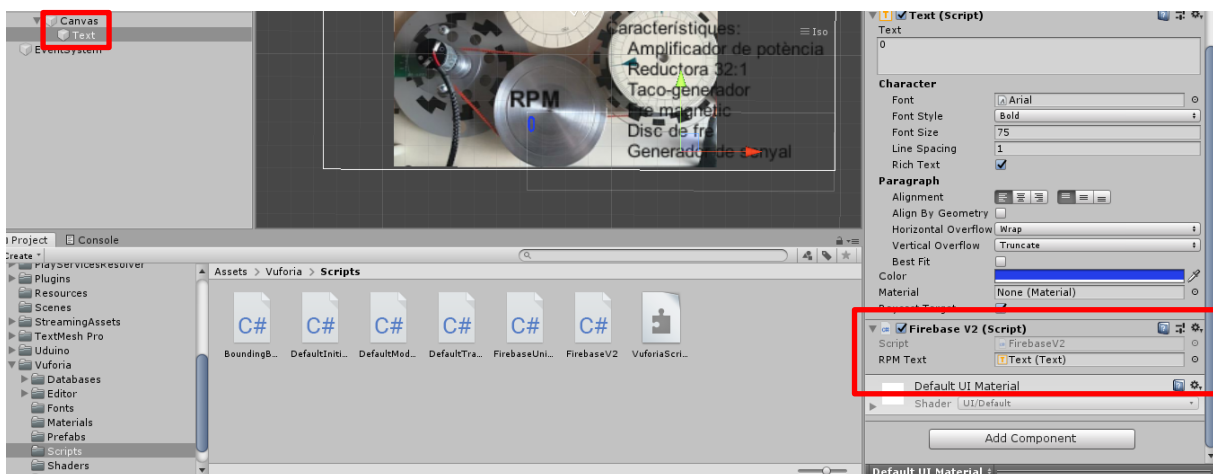 Canvas
Text
EventSystem
Iso
Característiques:
Amplificador de potència
Reductora 32:1
Taco-generador
Fre magnètic
Disc de fre
Generador de senyal
RPM
0
Project
Console
Create
PlayServicesResolver
Plugins
Resources
Scenes
StreamingAssets
TextMesh Pro
Uduino
Vuforia
Databases
Editor
Fonts
Materials
Prefabs
Scripts
Shaders
Assets > Vuforia > Scripts
C# C# C# C# C# C#
BoundingB... DefaultIniti... DefaultMod... DefaultTra... FirebaseUni... FirebaseV2 VuforiaScri...
Text (Script)
Text
0
Character
Font Arial
Font Style Bold
Font Size 75
Line Spacing 1
Rich Text
Paragraph
Alignment
Align By Geometry
Horizontal Overflow Wrap
Vertical Overflow Truncate
Best Fit
Color
Material None (Material)
Raycast Target
Firebase V2 (Script)
Script FirebaseV2
RPM Text Text (Text)
Default UI Material
Shader UI/Default
Add Component
Default UI Material